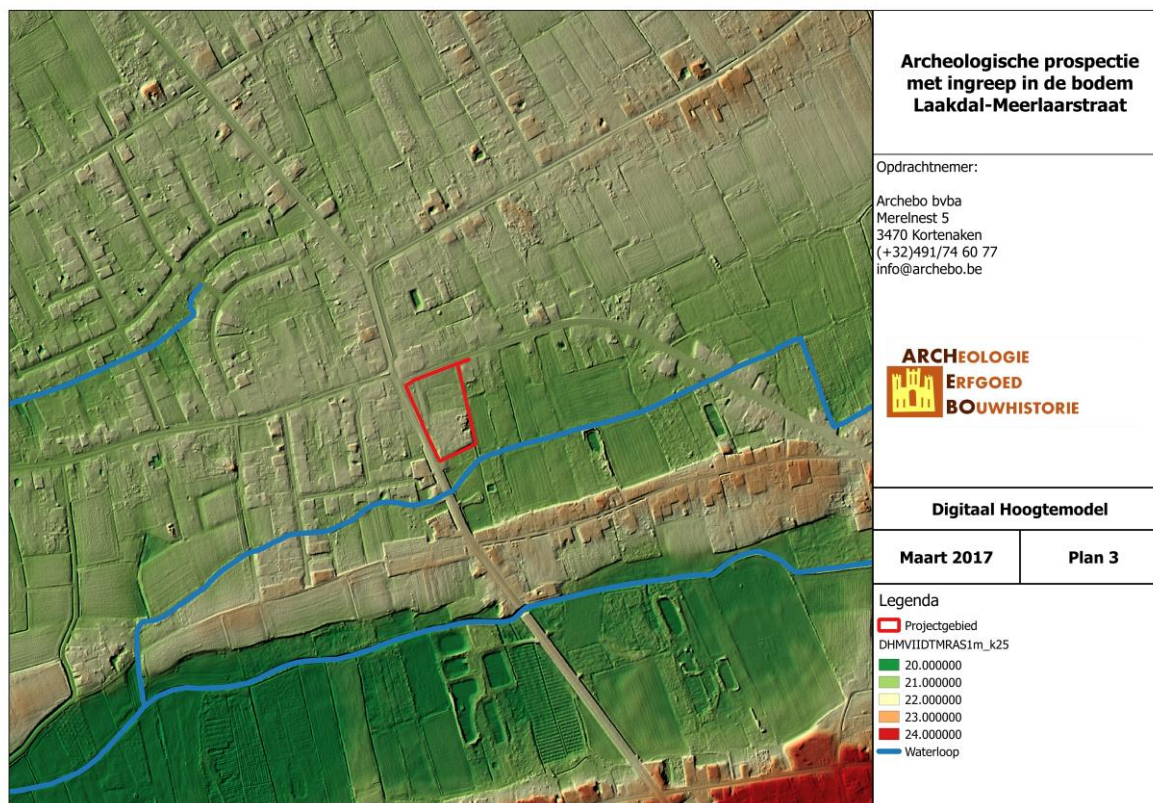 Archeologische prospectie
met ingreep in de bodem
Laakdal-Meerlaarstraat
Opdrachtnemer:
Archebo bvba
Merelnest 5
3470 Kortenaken
(+32)491/74 60 77
info@archebo.be
ARCHEOLOGIE
ERFGOED
BOUWHISTORIE
Digitaal Hoogtemodel
Maart 2017 Plan 3
Legenda
Projectgebied
DHMVIIDTMRAS1m_k25
20.000000
21.000000
22.000000
23.000000
24.000000
Waterloop